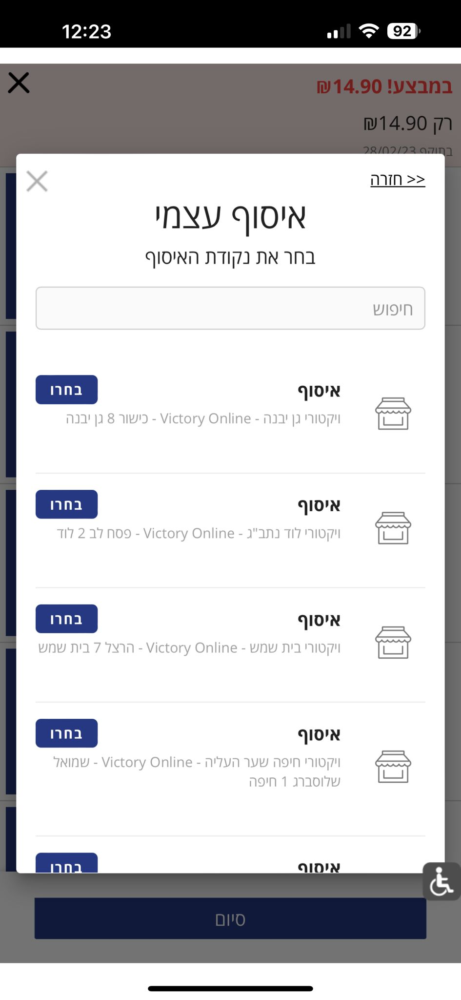 12:23
92
במבצע! 14.90₪
רק 14.90₪
בתוקף 28/02/23
<< חזרה
איסוף עצמי
בחר את נקודת האיסוף
חיפוש
איסוף
בחרו
ויקטורי גן יבנה - Victory Online - כישור 8 גן יבנה
איסוף
בחרו
ויקטורי לוד נתב"ג - Victory Online - פסח לב 2 לוד
איסוף
בחרו
ויקטורי בית שמש - Victory Online - הרצל 7 בית שמש
איסוף
בחרו
ויקטורי חיפה שער העליה - Victory Online - שמואל
שלוסברג 1 חיפה
איסוף
בחרו
סיום